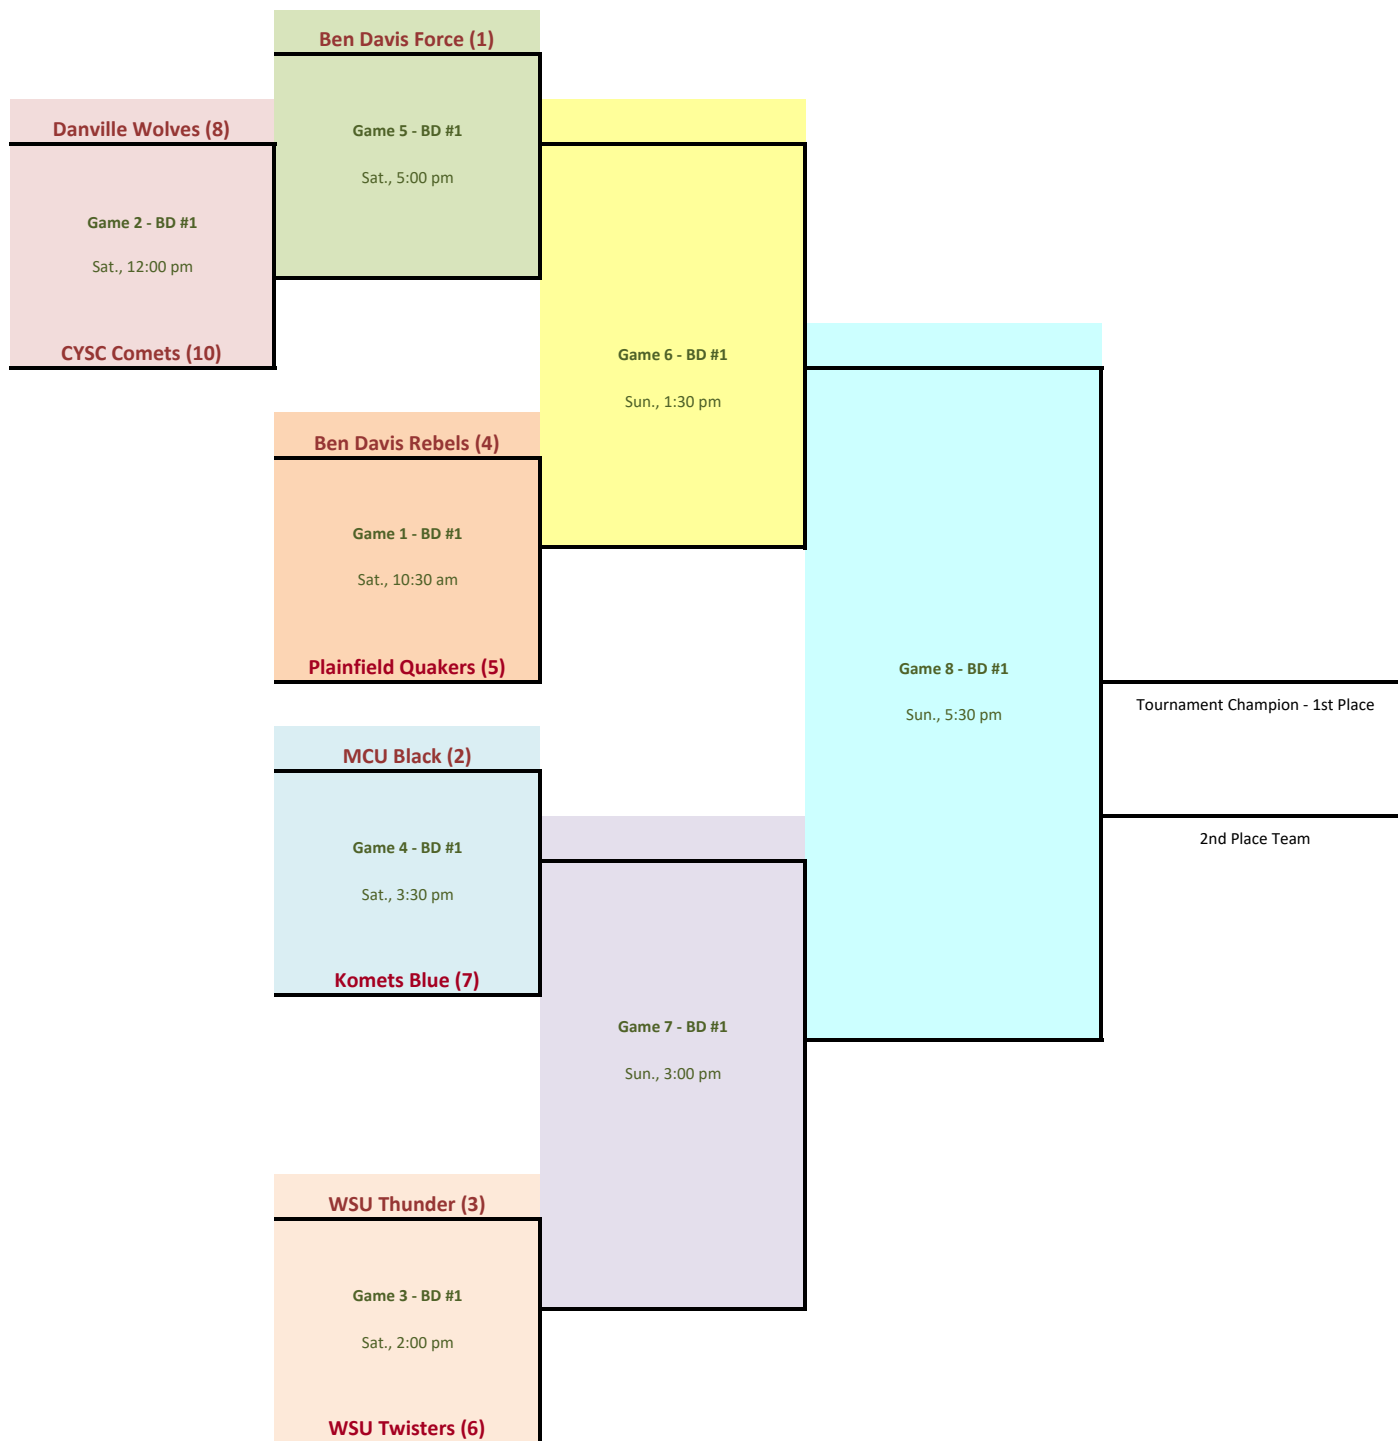 Ben Davis Force (1)
Danville Wolves (8)
Game 5 - BD #1
Sat., 5:00 pm
Game 2 - BD #1
Sat., 12:00 pm
CYSC Comets (10)
Game 6 - BD #1
Sun., 1:30 pm
Ben Davis Rebels (4)
Game 1 - BD #1
Sat., 10:30 am
Plainfield Quakers (5)
Game 8 - BD #1
Sun., 5:30 pm
Tournament Champion - 1st Place
MCU Black (2)
Game 4 - BD #1
Sat., 3:30 pm
2nd Place Team
Komets Blue (7)
Game 7 - BD #1
Sun., 3:00 pm
WSU Thunder (3)
Game 3 - BD #1
Sat., 2:00 pm
WSU Twisters (6)